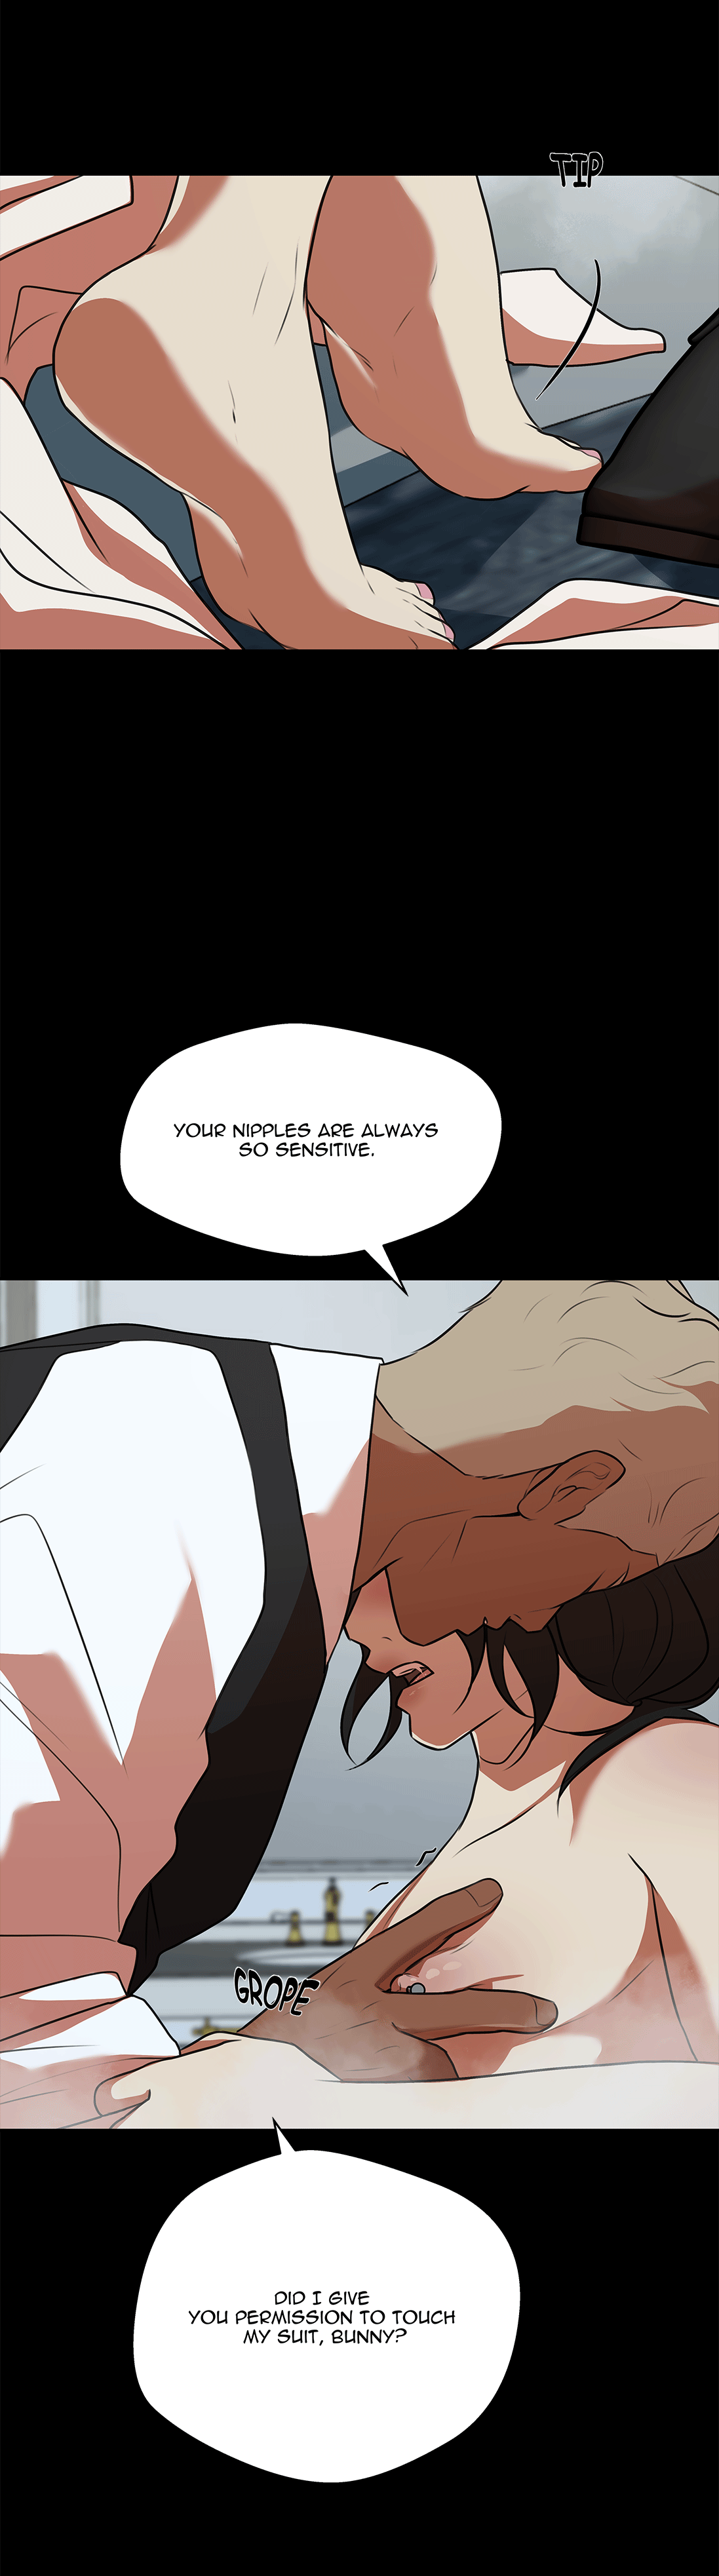 TIP
YOUR NIPPLES ARE ALWAYS
SO SENSITIVE.
GROPE
DID I GIVE
YOU PERMISSION TO TOUCH
MY SUIT, BUNNY?